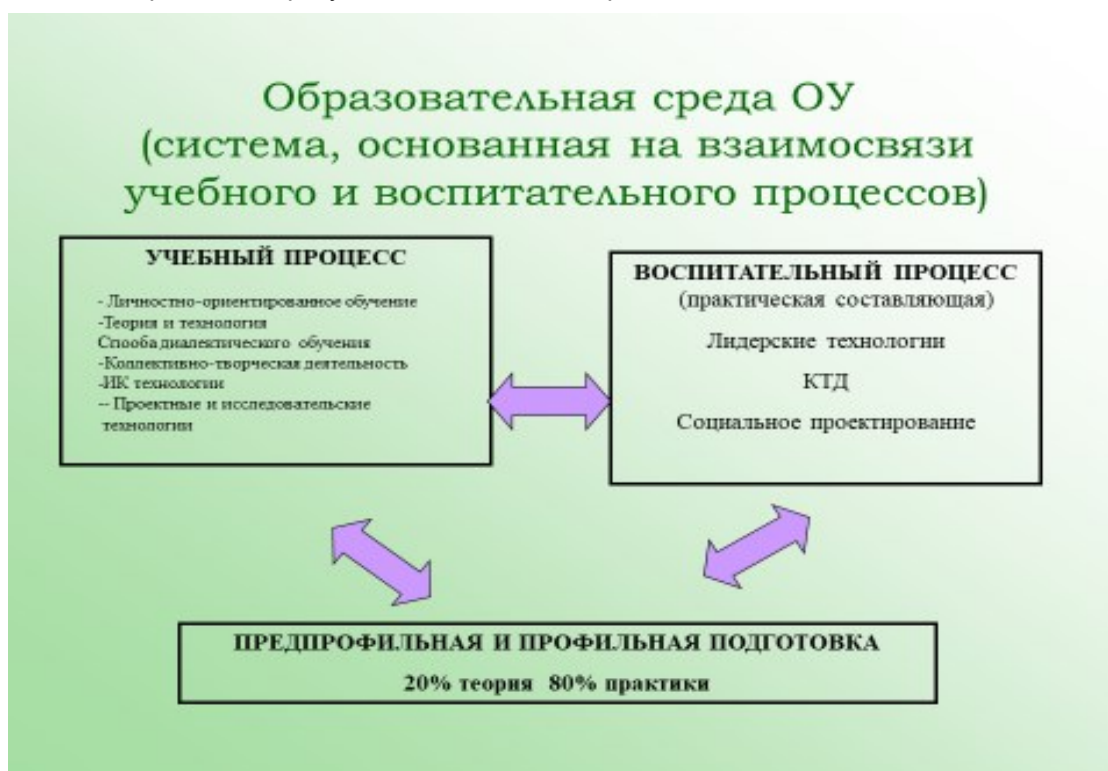 Образовательная среда ОУ
(система, основанная на взаимосвязи
учебного и воспитательного процессов)
УЧЕБНЫЙ ПРОЦЕСС
- Личностно-ориентированное обучение
-Теория и технология
Спооба диалектического обучения
-Коллективно-творческая деятельность
-ИК технологии
-- Проектные и исследовательские
технологии
ВОСПИТАТЕЛЬНЫЙ ПРОЦЕСС
(практическая составляющая)
Лидерские технологии
КТД
Социальное проектирование
ПРЕДПРОФИЛЬНАЯ И ПРОФИЛЬНАЯ ПОДГОТОВКА
20% теория 80% практики